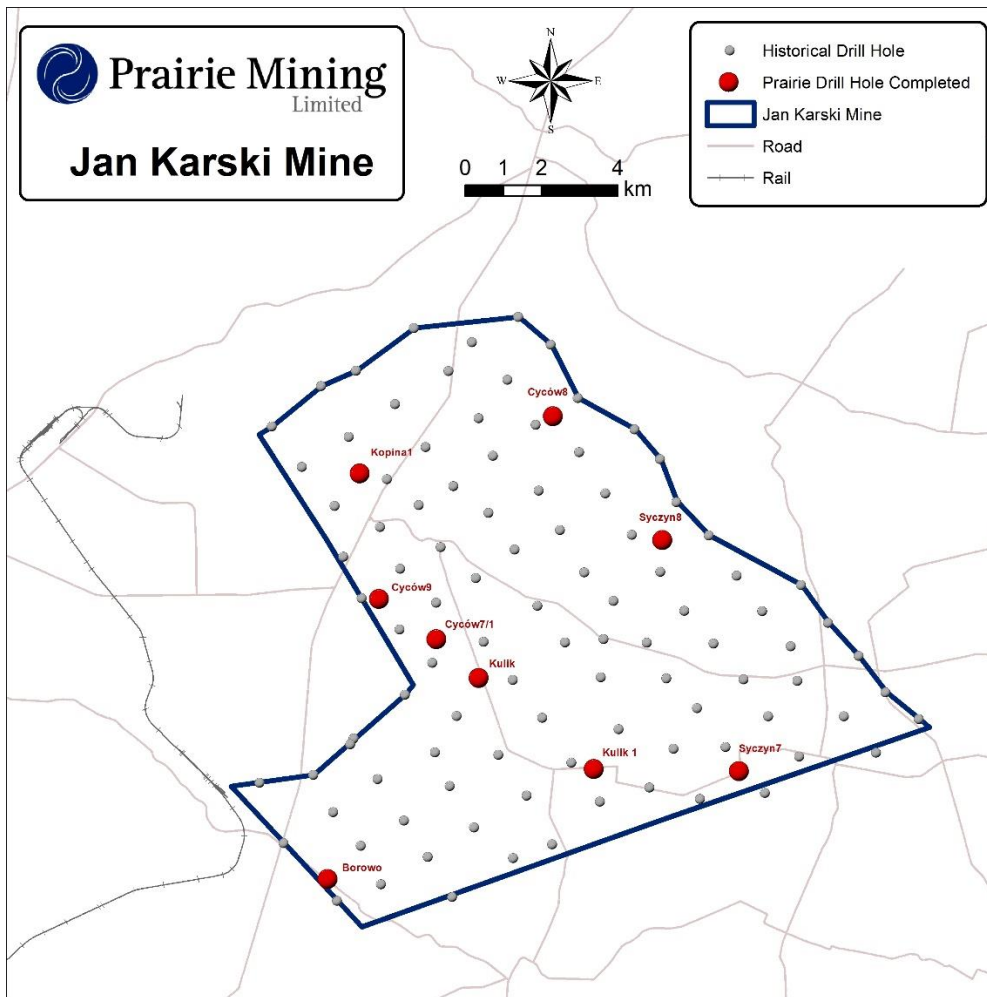 Prairie Mining
Limited
Jan Karski Mine
N
W E
S
0 1 2 4
km
Historical Drill Hole
Prairie Drill Hole Completed
Jan Karski Mine
Road
Rail
Cyców8
Kopina1
Syczyn8
Cyców9
Cyców7/1
Kulik
Kulik 1
Syczyn7
Borowo